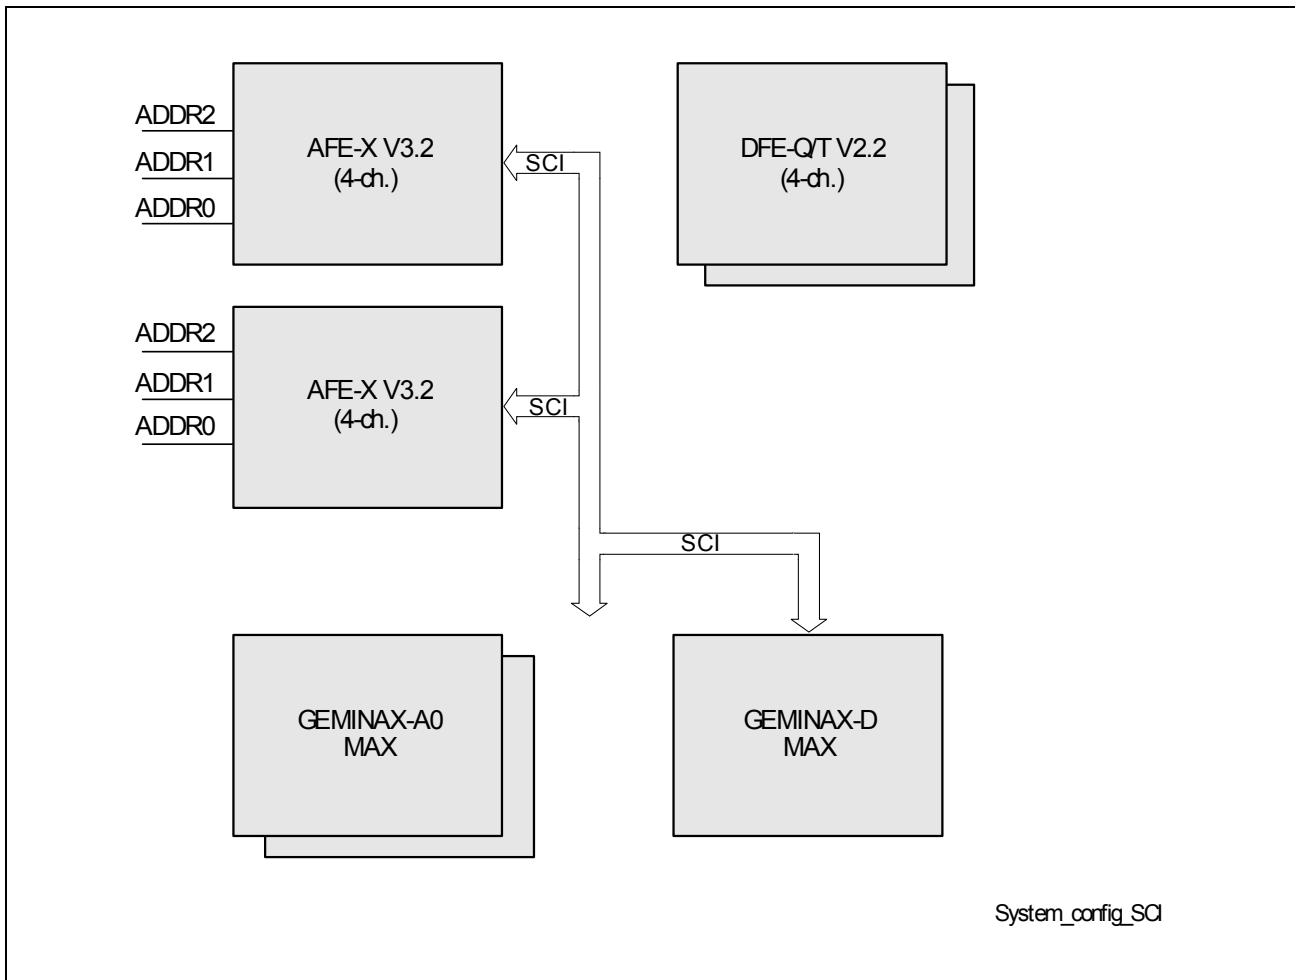 ADDR2
ADDR1
ADDR0
AFE-X V3.2
(4-ch.)
SCI
DFE-Q/T V2.2
(4-ch.)
ADDR2
ADDR1
ADDR0
AFE-X V3.2
(4-ch.)
SCI
SCI
GEMINAX-A0
MAX
GEMINAX-D
MAX
System_config_SCI